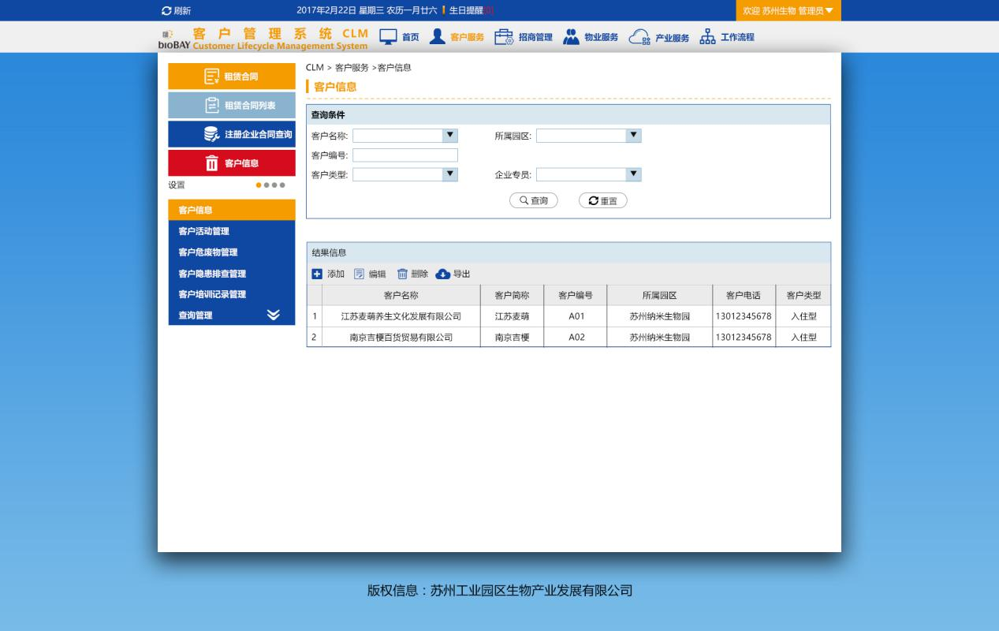 刷新
2017年2月22日 星期三 农历一月廿六
生日提醒[0]
欢迎 苏州生物 管理员
bioBAY
客户管理系统 CLM
Customer Lifecycle Management System
首页
客户服务
招商管理
物业服务
产业服务
工作流程
租赁合同
租赁合同列表
注册企业合同查询
客户信息
设置
客户信息
客户活动管理
客户危废物管理
客户隐患排查管理
客户培训记录管理
查询管理
CLM > 客户服务 >客户信息
客户信息
查询条件
客户名称:
所属园区:
客户编号:
客户类型:
企业专员:
查询
重置
结果信息
添加 编辑 删除 导出
客户名称 客户简称 客户编号 所属园区 客户电话 客户类型
1 江苏麦萌养生文化发展有限公司 江苏麦萌 A01 苏州纳米生物园 13012345678 入住型
2 南京吉梗百货贸易有限公司 南京吉梗 A02 苏州纳米生物园 13012345678 入住型
版权信息：苏州工业园区生物产业发展有限公司